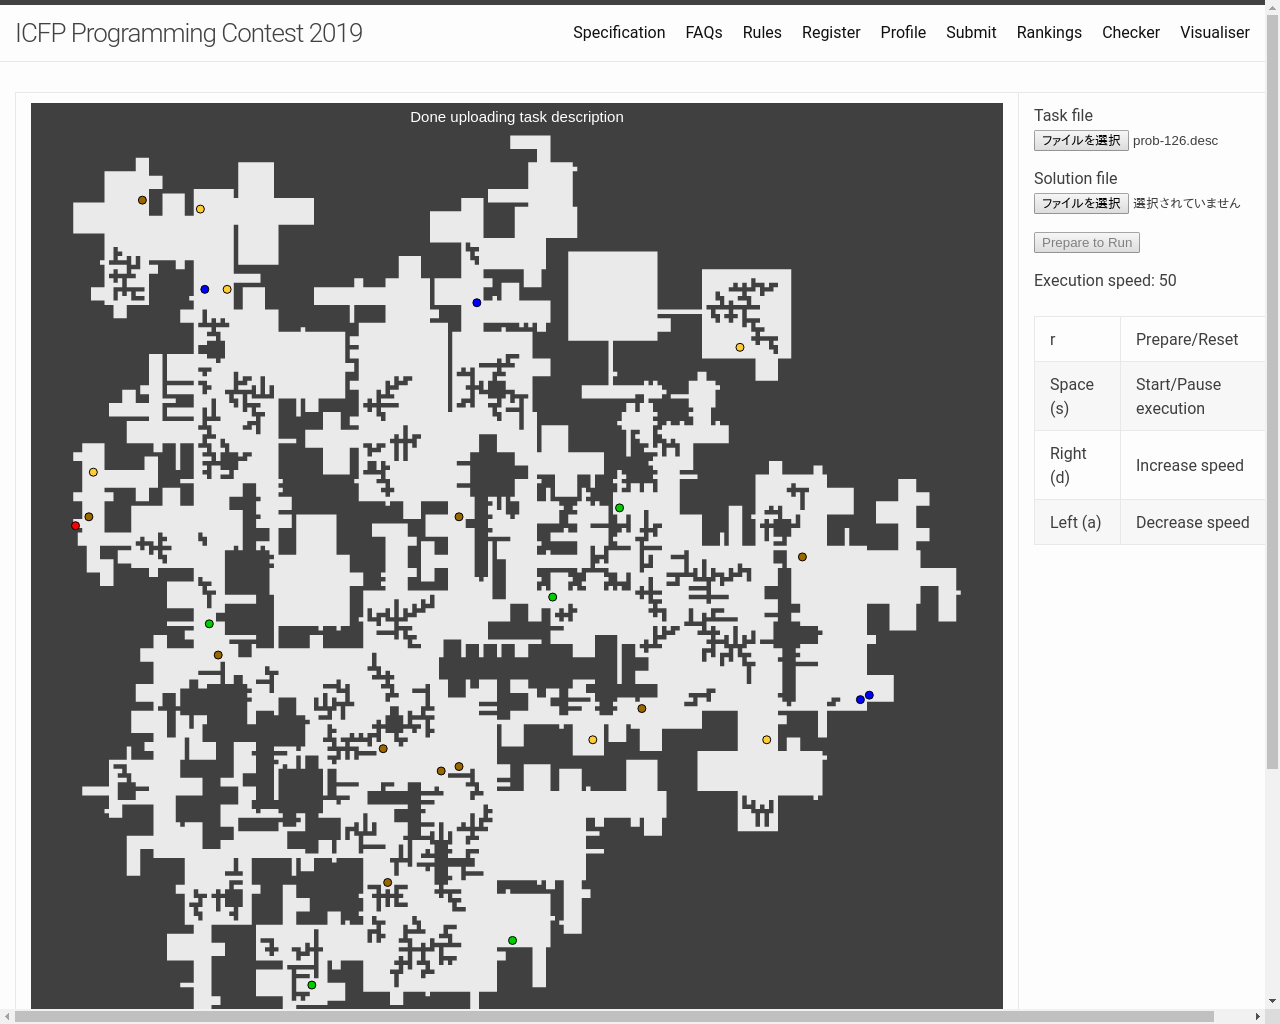 ICFP Programming Contest 2019
Specification FAQs Rules Register Profile Submit Rankings Checker Visualiser
Done uploading task description
Task file
ファイルを選択 prob-126.desc
Solution file
ファイルを選択 選択されていません
Prepare to Run
Execution speed: 50
r Prepare/Reset
Space (s) Start/Pause execution
Right (d) Increase speed
Left (a) Decrease speed